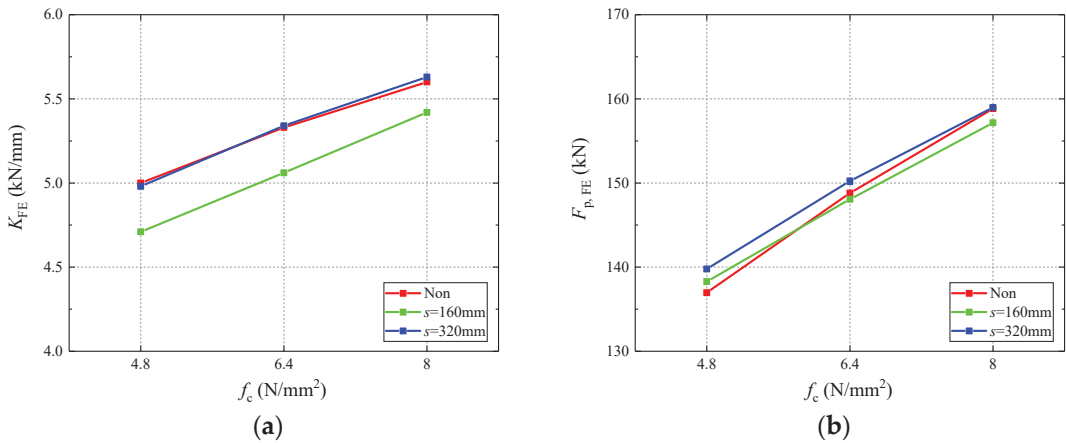 6.0
5.5
5.0
4.5
4.0
K_FE (kN/mm)
4.8 6.4 8
f_c (N/mm²)
Non
s=160mm
s=320mm
(a)
170
160
150
140
130
F_p, FE (kN)
4.8 6.4 8
f_c (N/mm²)
Non
s=160mm
s=320mm
(b)